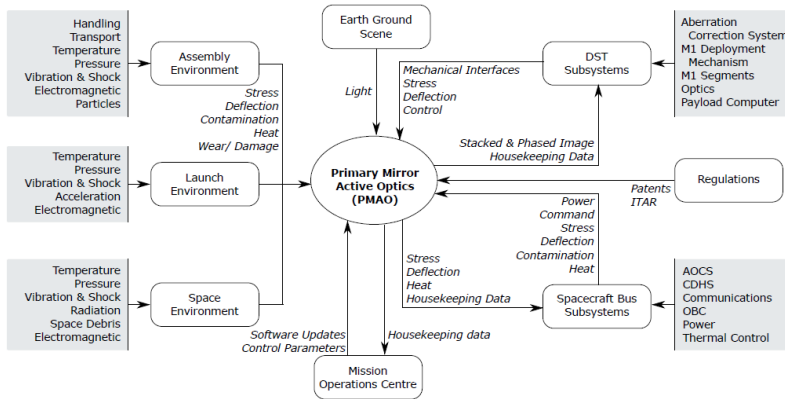 Handling
Transport
Temperature
Pressure
Vibration & Shock
Electromagnetic
Particles
Assembly
Environment
Stress
Deflection
Contamination
Heat
Wear/ Damage
Temperature
Pressure
Vibration & Shock
Acceleration
Electromagnetic
Launch
Environment
Temperature
Pressure
Vibration & Shock
Radiation
Space Debris
Electromagnetic
Space
Environment
Earth Ground
Scene
Light
Primary Mirror
Active Optics
(PMAO)
Mechanical Interfaces
Stress
Deflection
Control
DST
Subsystems
Aberration
Correction System
M1 Deployment
Mechanism
M1 Segments
Optics
Payload Computer
Stacked & Phased Image
Housekeeping Data
Patents
ITAR
Regulations
Power
Command
Stress
Deflection
Contamination
Heat
Stress
Deflection
Heat
Housekeeping Data
Spacecraft Bus
Subsystems
AOCS
CDHS
Communications
OBC
Power
Thermal Control
Software Updates
Control Parameters
Housekeeping data
Mission
Operations Centre